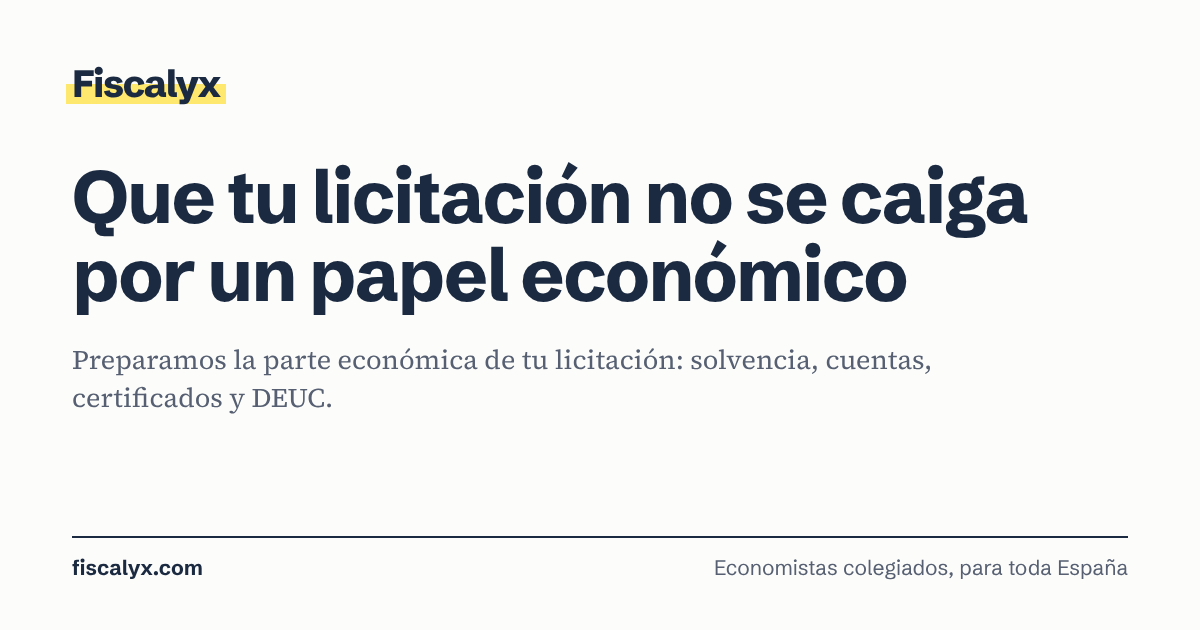 Fiscalyx
Que tu licitación no se caiga
por un papel económico
Preparamos la parte económica de tu licitación: solvencia, cuentas,
certificados y DEUC.
fiscalyx.com
Economistas colegiados, para toda España